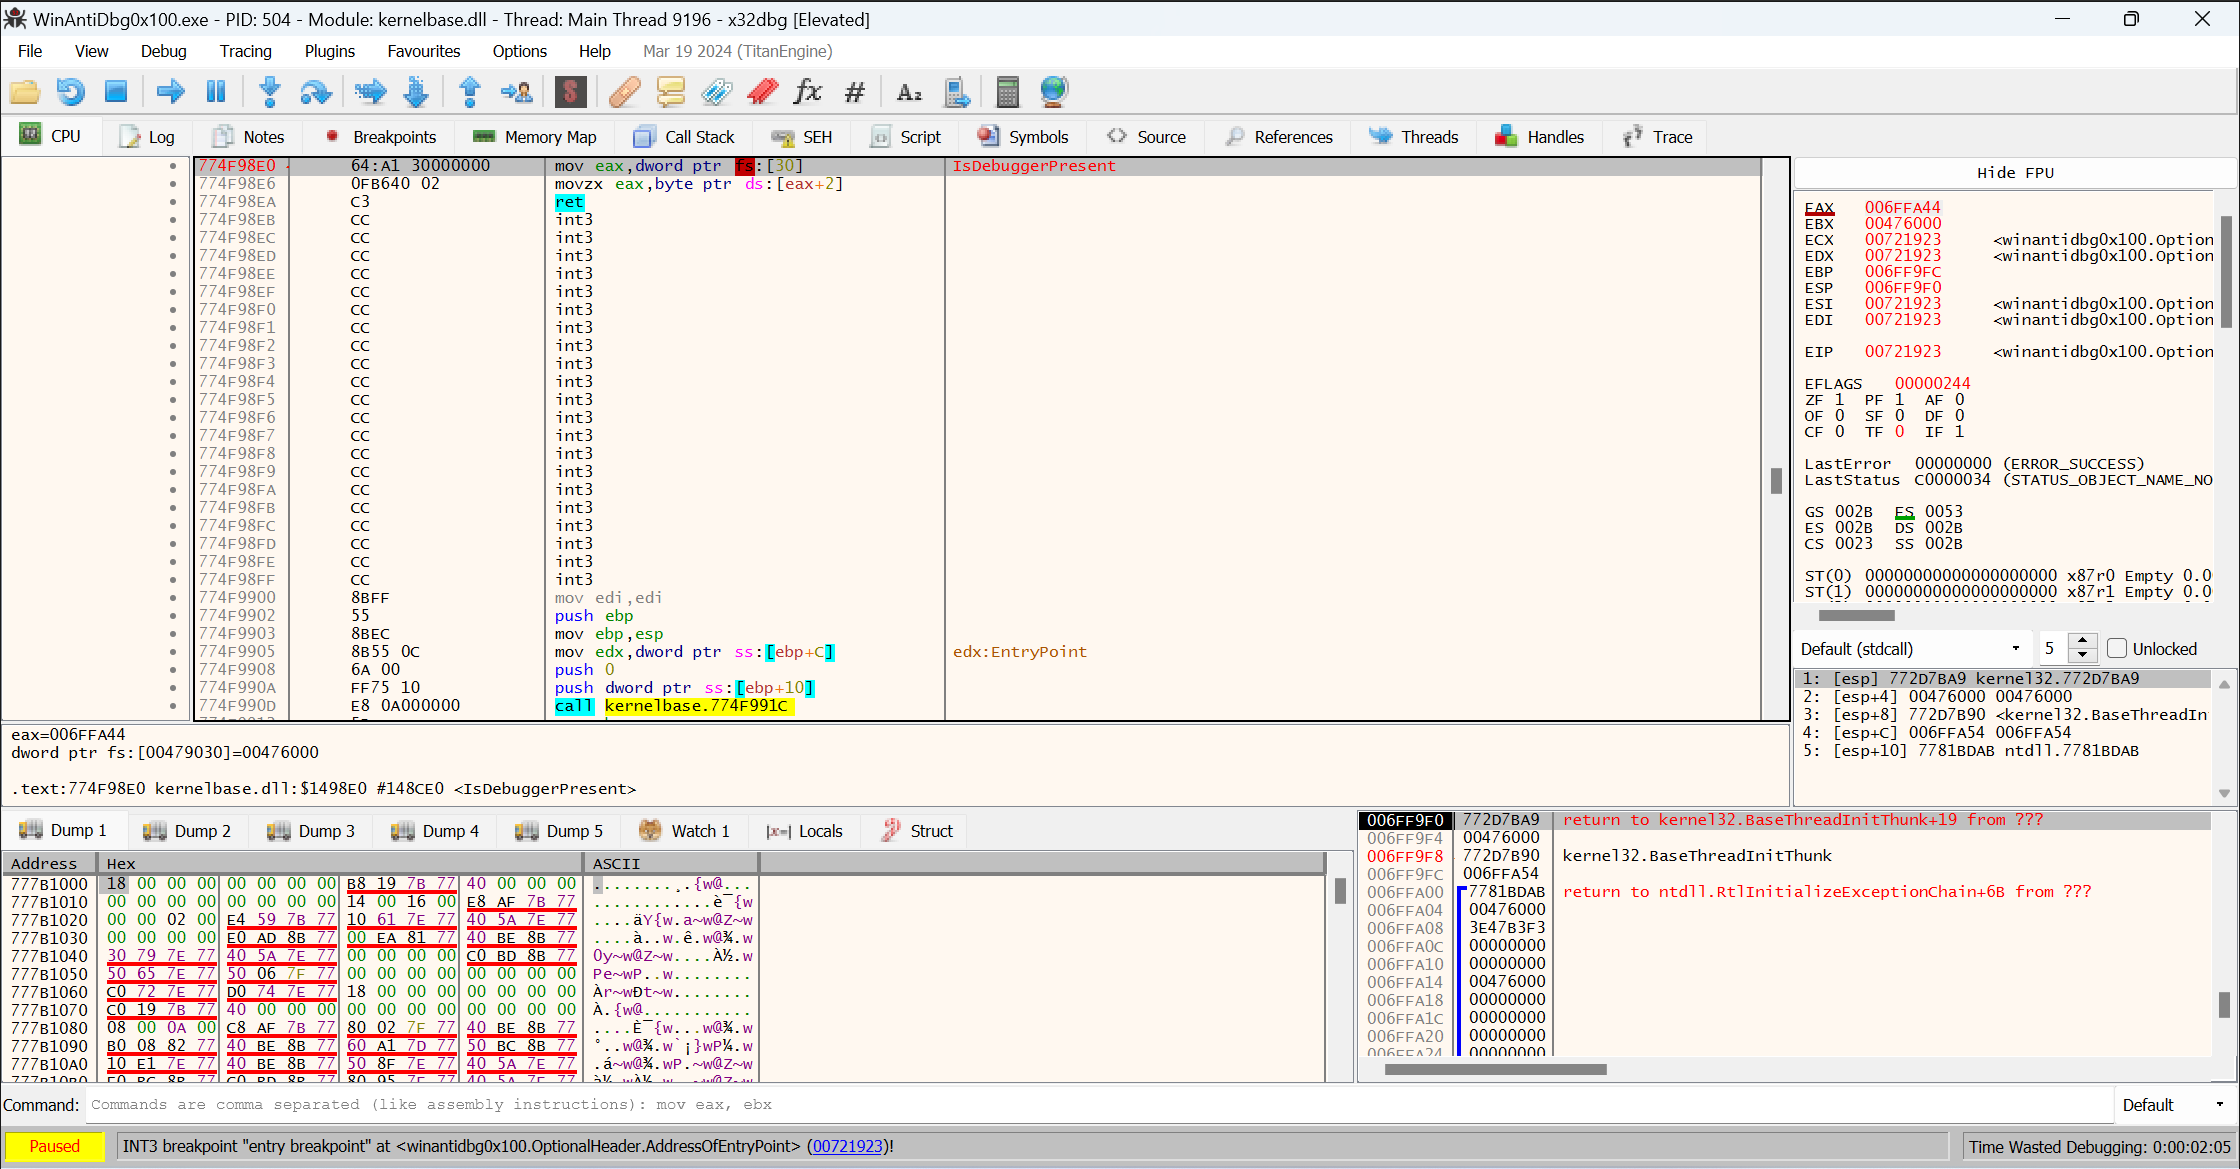 WinAntiDbg0x100.exe - PID: 504 - Module: kernelbase.dll - Thread: Main Thread 9196 - x32dbg [Elevated]
File View Debug Tracing Plugins Favourites Options Help Mar 19 2024 (TitanEngine)
CPU Log Notes Breakpoints Memory Map Call Stack SEH Script Symbols Source References Threads Handles Trace
774F98E0 64:A1 30000000 mov eax,dword ptr fs:[30] IsDebuggerPresent
774F98E6 0FB640 02 movzx eax,byte ptr ds:[eax+2]
774F98EA C3 ret
774F98EB CC int3
774F98EC CC int3
774F98ED CC int3
774F98EE CC int3
774F98EF CC int3
774F98F0 CC int3
774F98F1 CC int3
774F98F2 CC int3
774F98F3 CC int3
774F98F4 CC int3
774F98F5 CC int3
774F98F6 CC int3
774F98F7 CC int3
774F98F8 CC int3
774F98F9 CC int3
774F98FA CC int3
774F98FB CC int3
774F98FC CC int3
774F98FD CC int3
774F98FE CC int3
774F98FF CC int3
774F9900 8BFF mov edi,edi
774F9902 55 push ebp
774F9903 8BEC mov ebp,esp
774F9905 8B55 0C mov edx,dword ptr ss:[ebp+C] edx:EntryPoint
774F9908 6A 00 push 0
774F990A FF75 10 push dword ptr ss:[ebp+10]
774F990D E8 0A000000 call kernelbase.774F991C
Hide FPU
EAX 006FFA44
EBX 00476000
ECX 00721923 <winantidbg0x100.Option
EDX 00721923 <winantidbg0x100.Option
EBP 006FF9FC
ESP 006FF9F0
ESI 00721923 <winantidbg0x100.Option
EDI 00721923 <winantidbg0x100.Option
EIP 00721923 <winantidbg0x100.Option
EFLAGS 00000244
ZF 1 PF 1 AF 0
OF 0 SF 0 DF 0
CF 0 TF 0 IF 1
LastError 00000000 (ERROR_SUCCESS)
LastStatus C0000034 (STATUS_OBJECT_NAME_NO
GS 002B FS 0053
ES 002B DS 002B
CS 0023 SS 002B
ST(0) 00000000000000000000 x87r0 Empty 0.0
ST(1) 00000000000000000000 x87r1 Empty 0.0
Default (stdcall) 5 Unlocked
1: [esp] 772D7BA9 kernel32.772D7BA9
2: [esp+4] 00476000 00476000
3: [esp+8] 772D7B90 <kernel32.BaseThreadIn
4: [esp+C] 006FFA54 006FFA54
5: [esp+10] 7781BDAB ntdll.7781BDAB
eax=006FFA44
dword ptr fs:[00479030]=00476000
.text:774F98E0 kernelbase.dll:$1498E0 #148CE0 <IsDebuggerPresent>
Dump 1 Dump 2 Dump 3 Dump 4 Dump 5 Watch 1 Locals Struct
Address Hex ASCII
777B1000 18 00 00 00 00 00 00 00 B8 19 7B 77 40 00 00 00 .........{w@...
777B1010 00 00 00 00 00 00 00 00 14 00 16 00 E8 AF 7B 77 ............è¯{w
777B1020 00 00 02 00 E4 59 7B 77 10 61 7E 77 40 5A 7E 77 ....äY{w.a~w@Z~w
777B1030 00 00 00 00 E0 AD 8B 77 00 EA 81 77 40 BE 8B 77 ....à..w.ê.w@¾.w
777B1040 30 79 7E 77 40 5A 7E 77 00 00 00 00 C0 BD 8B 77 0y~w@Z~w....À½.w
777B1050 50 65 7E 77 50 06 7F 77 00 00 00 00 00 00 00 00 Pe~wP..w........
777B1060 C0 72 7E 77 D0 74 7E 77 18 00 00 00 00 00 00 00 Àr~wÐt~w........
777B1070 C0 19 7B 77 40 00 00 00 00 00 00 00 00 00 00 00 À.{w@...........
777B1080 08 00 0A 00 C8 AF 7B 77 80 02 7F 77 40 BE 8B 77 ....È¯{w...w@¾.w
777B1090 B0 08 82 77 40 BE 8B 77 60 A1 7D 77 50 BC 8B 77 °..w@¾.w`¡}wP¼.w
777B10A0 10 E1 7E 77 40 BE 8B 77 50 8F 7E 77 40 5A 7E 77 .á~w@¾.wP.~w@Z~w
006FF9F0 772D7BA9 return to kernel32.BaseThreadInitThunk+19 from ???
006FF9F4 00476000
006FF9F8 772D7B90 kernel32.BaseThreadInitThunk
006FF9FC 006FFA54
006FFA00 7781BDAB return to ntdll.RtlInitializeExceptionChain+6B from ???
006FFA04 00476000
006FFA08 3E47B3F3
006FFA0C 00000000
006FFA10 00000000
006FFA14 00476000
006FFA18 00000000
006FFA1C 00000000
006FFA20 00000000
006FFA24 00000000
Command: Commands are comma separated (like assembly instructions): mov eax, ebx Default
Paused INT3 breakpoint "entry breakpoint" at <winantidbg0x100.OptionalHeader.AddressOfEntryPoint> (00721923)! Time Wasted Debugging: 0:00:02:05